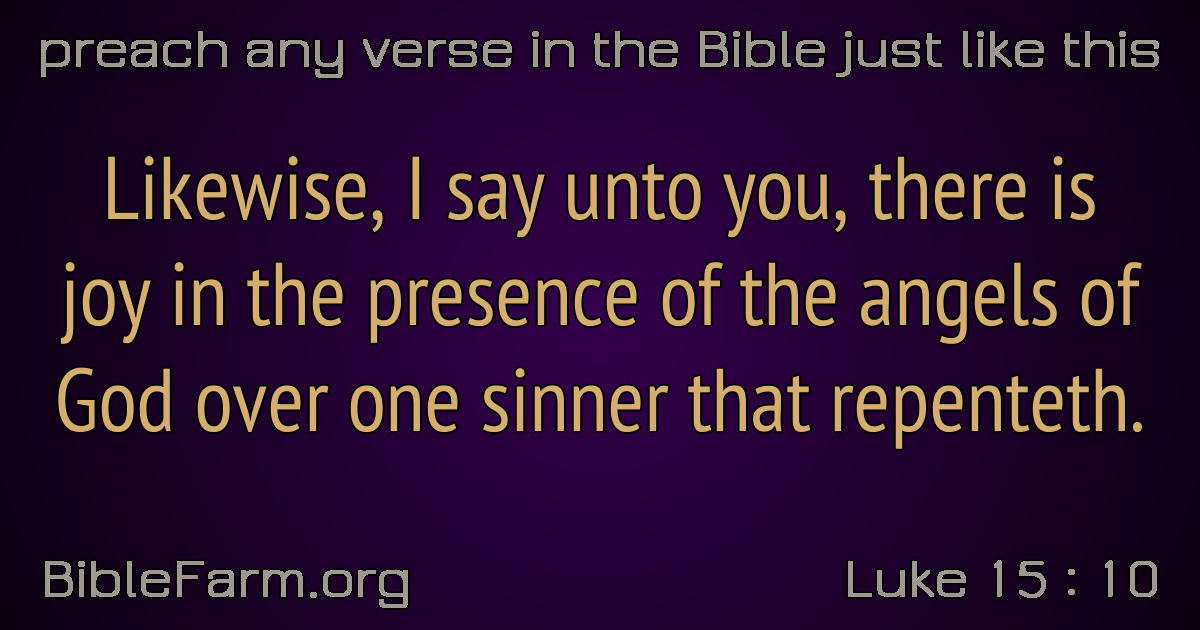 preach any verse in the Bible just like this
Likewise, I say unto you, there is
joy in the presence of the angels of
God over one sinner that repenteth.
BibleFarm.org
Luke 15 : 10